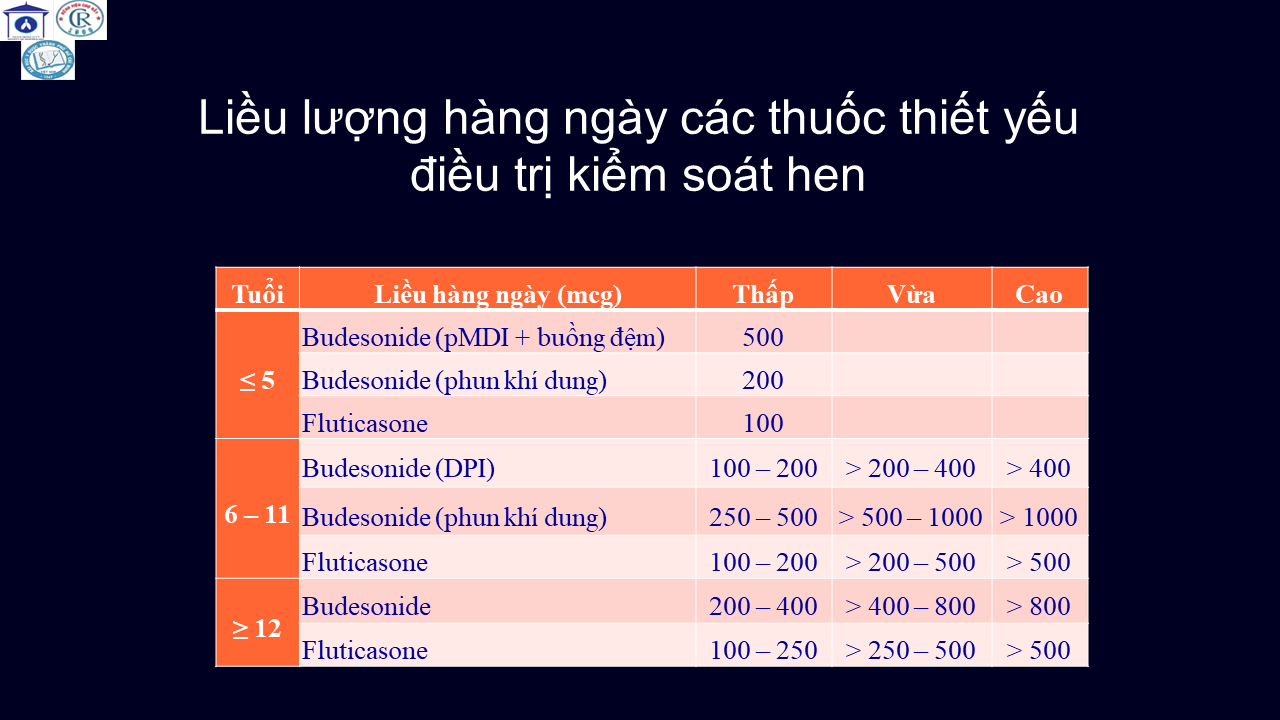 Liều lượng hàng ngày các thuốc thiết yếu
điều trị kiểm soát hen
Tuổi Liều hàng ngày (mcg) Thấp Vừa Cao
≤ 5
Budesonide (pMDI + buồng đệm) 500
Budesonide (phun khí dung) 200
Fluticasone 100
6 – 11
Budesonide (DPI) 100 – 200 > 200 – 400 > 400
Budesonide (phun khí dung) 250 – 500 > 500 – 1000 > 1000
Fluticasone 100 – 200 > 200 – 500 > 500
≥ 12
Budesonide 200 – 400 > 400 – 800 > 800
Fluticasone 100 – 250 > 250 – 500 > 500